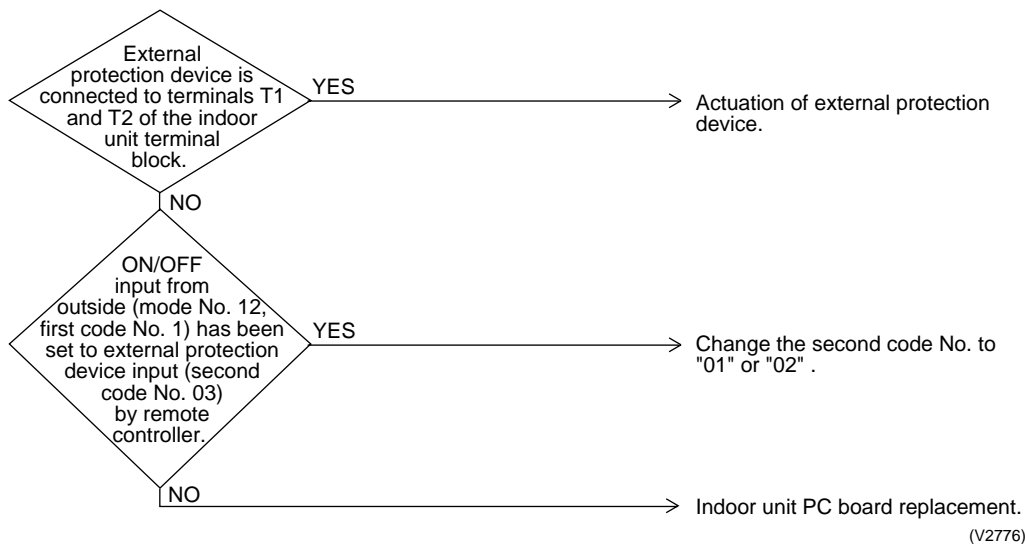 External
protection device is
connected to terminals T1
and T2 of the indoor
unit terminal
block.
YES
Actuation of external protection
device.
NO
ON/OFF
input from
outside (mode No. 12,
first code No. 1) has been
set to external protection
device input (second
code No. 03)
by remote
controller.
YES
Change the second code No. to
"01" or "02" .
NO
Indoor unit PC board replacement.
(V2776)